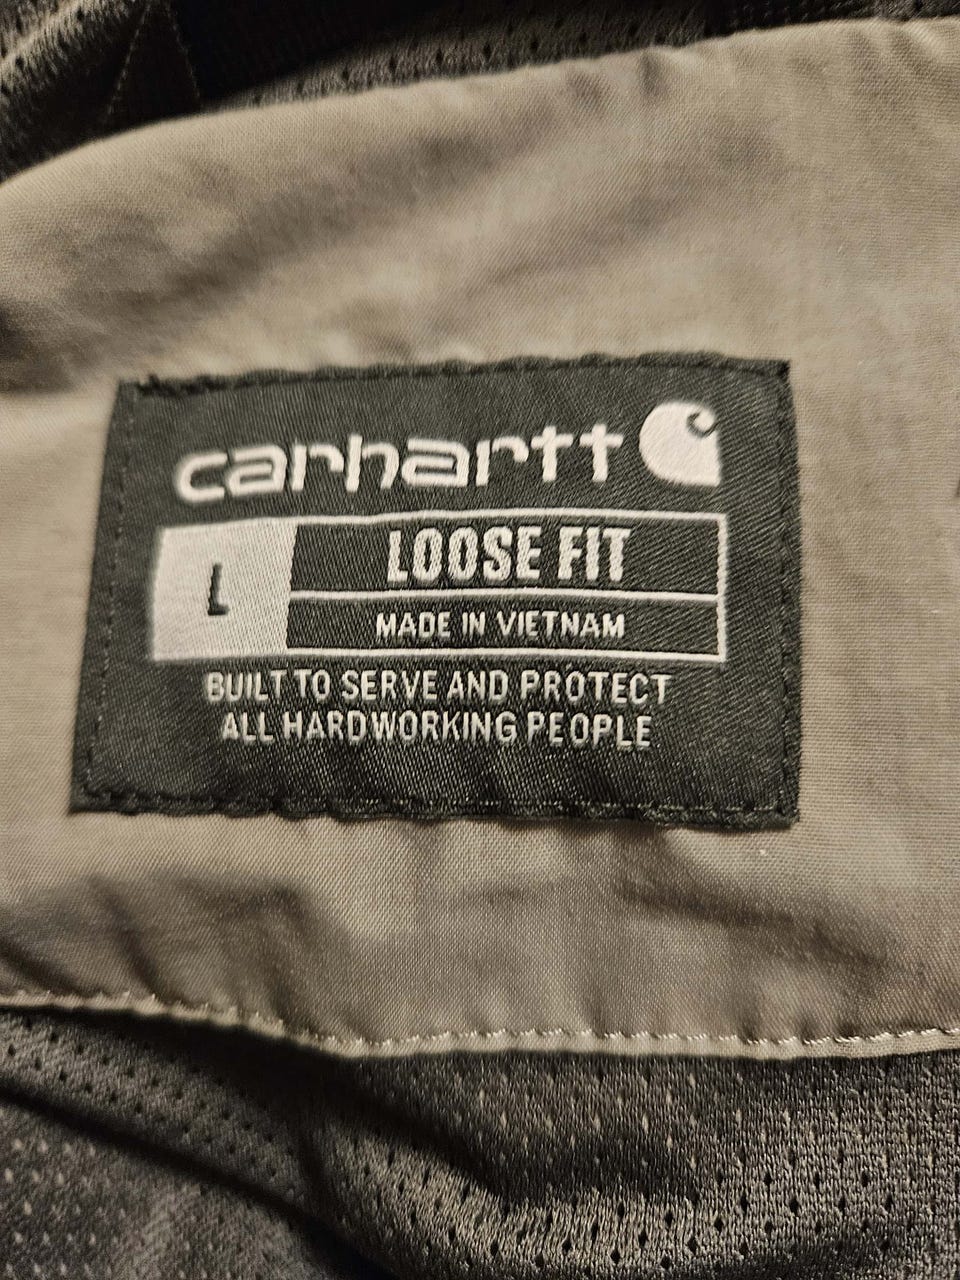 carhartt
L
LOOSE FIT
MADE IN VIETNAM
BUILT TO SERVE AND PROTECT
ALL HARDWORKING PEOPLE